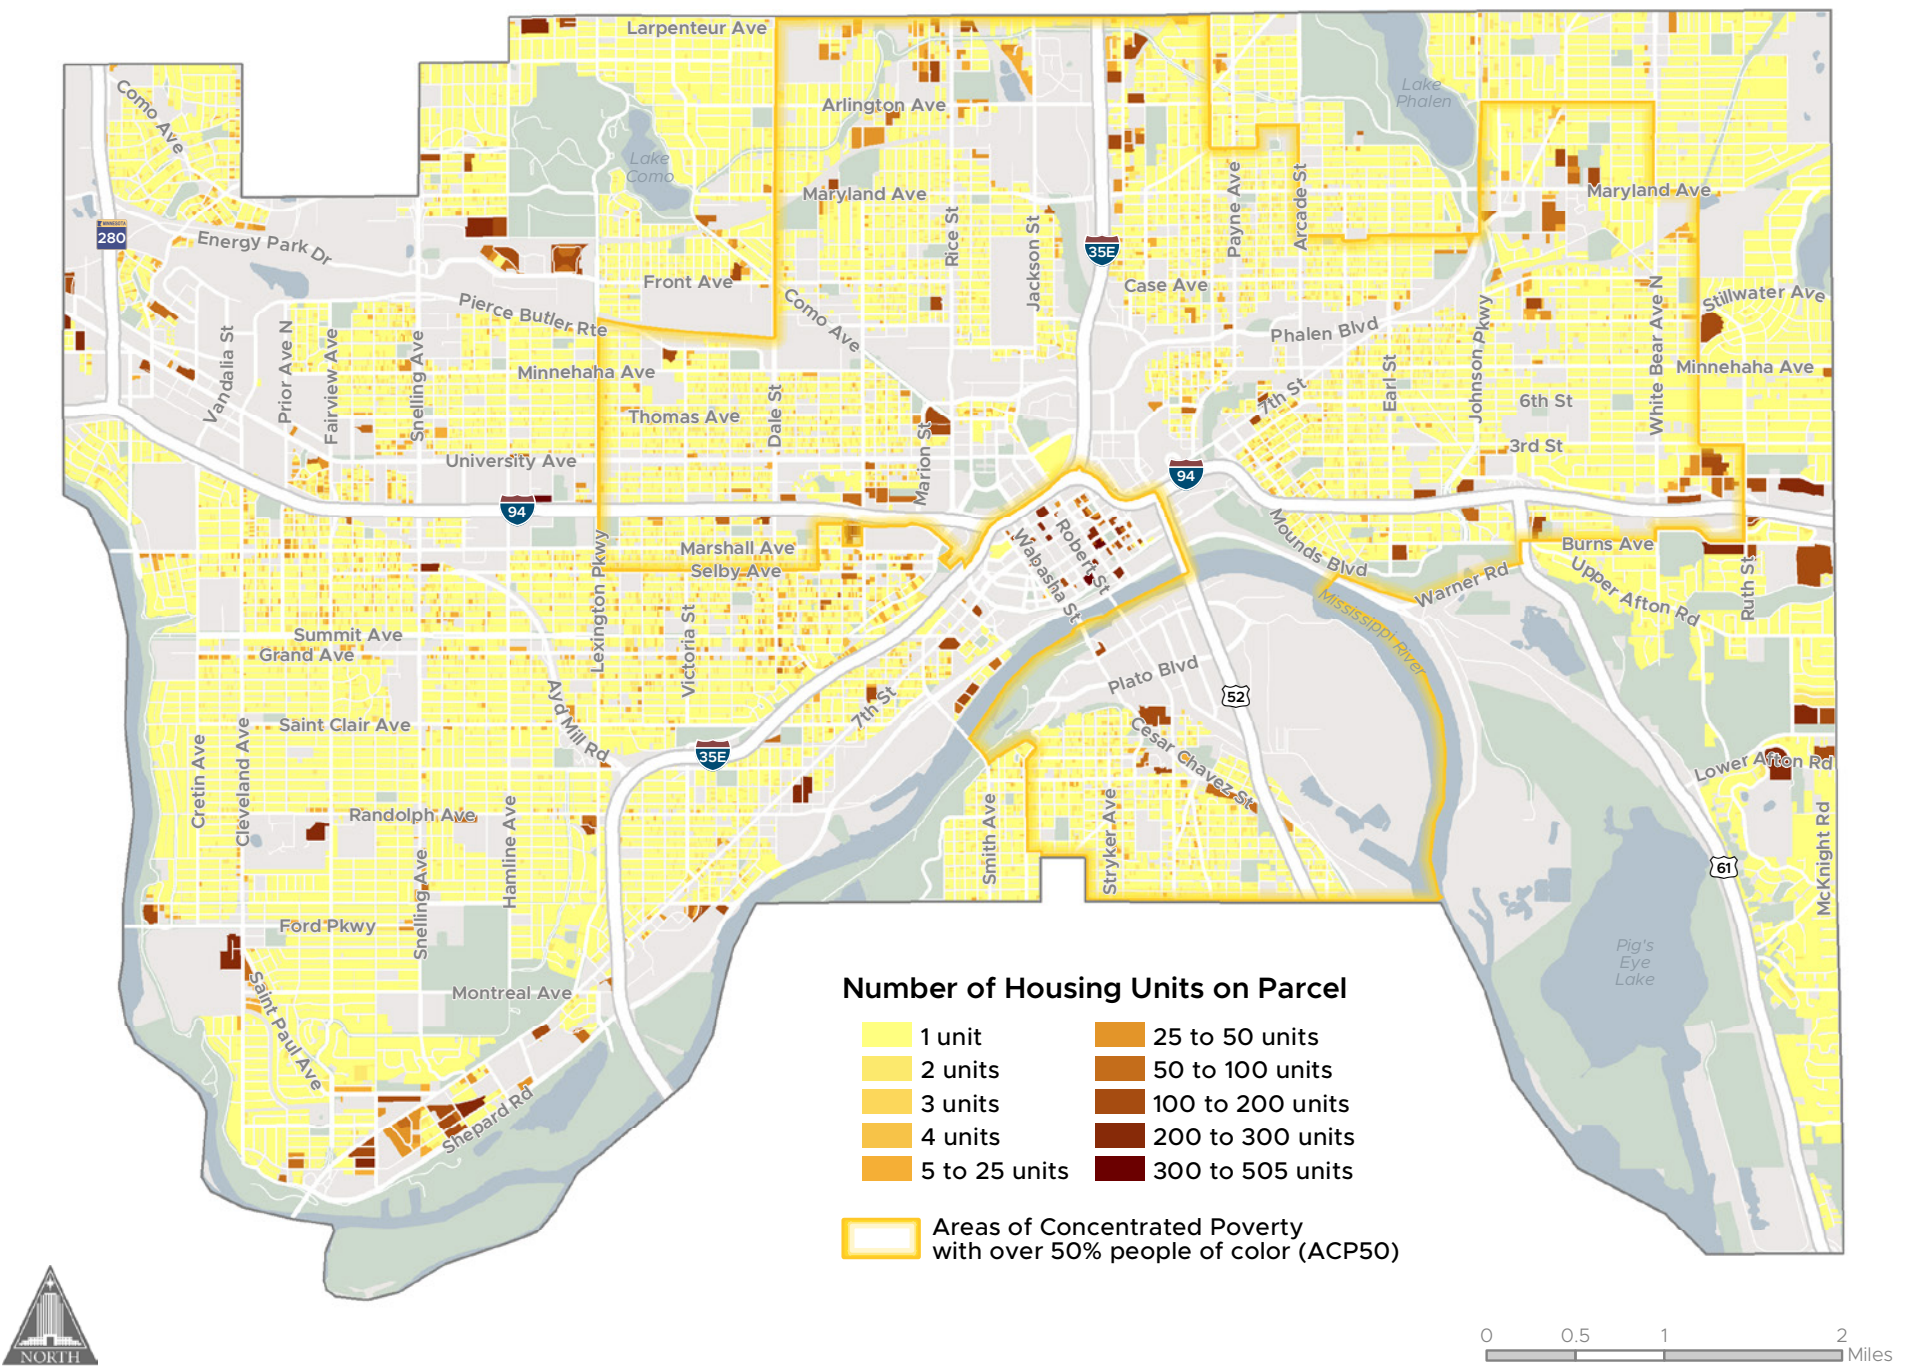 Larpenteur Ave
Como Ave
Lake
Phalen
Arlington Ave
Lake
Como
Maryland Ave
Maryland Ave
MINNESOTA
280
Energy Park Dr
Rice St
Jackson St
35E
Payne Ave
Arcade St
Front Ave
Case Ave
Pierce Butler Rte
Como Ave
Phalen Blvd
Stillwater Ave
Vandalia St
Prior Ave N
Fairview Ave
Snelling Ave
Minnehaha Ave
Earl St
Johnson Pkwy
White Bear Ave N
Minnehaha Ave
Thomas Ave
Dale St
7th St
6th St
Marion St
3rd St
University Ave
94
94
Marshall Ave
Selby Ave
Lexington Pkwy
Wabasha St
Robert St
Mounds Blvd
Burns Ave
Warner Rd
Upper Afton Rd
Ruth St
Mississippi River
Summit Ave
Grand Ave
Victoria St
Plato Blvd
52
Saint Clair Ave
Ayd Mill Rd
7th St
Cesar Chavez St
35E
Lower Afton Rd
Cretin Ave
Cleveland Ave
Randolph Ave
Hamline Ave
Smith Ave
Stryker Ave
McKnight Rd
61
Snelling Ave
Ford Pkwy
Pig's
Eye
Lake
Saint Paul Ave
Montreal Ave
Shepard Rd
Number of Housing Units on Parcel
1 unit
2 units
3 units
4 units
5 to 25 units
25 to 50 units
50 to 100 units
100 to 200 units
200 to 300 units
300 to 505 units
Areas of Concentrated Poverty
with over 50% people of color (ACP50)
NORTH
0 0.5 1 2
Miles